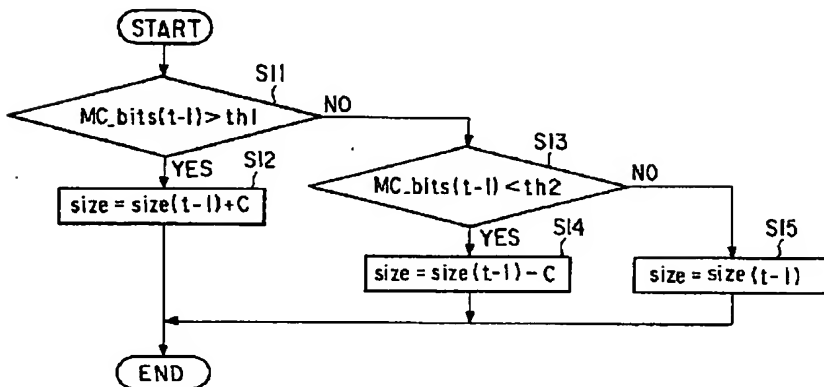 START
S11
MC_bits(t-1)>th1
NO
YES
S12
size=size(t-1)+C
S13
MC_bits(t-1)<th2
NO
YES
S14
size=size(t-1)-C
S15
size=size(t-1)
END